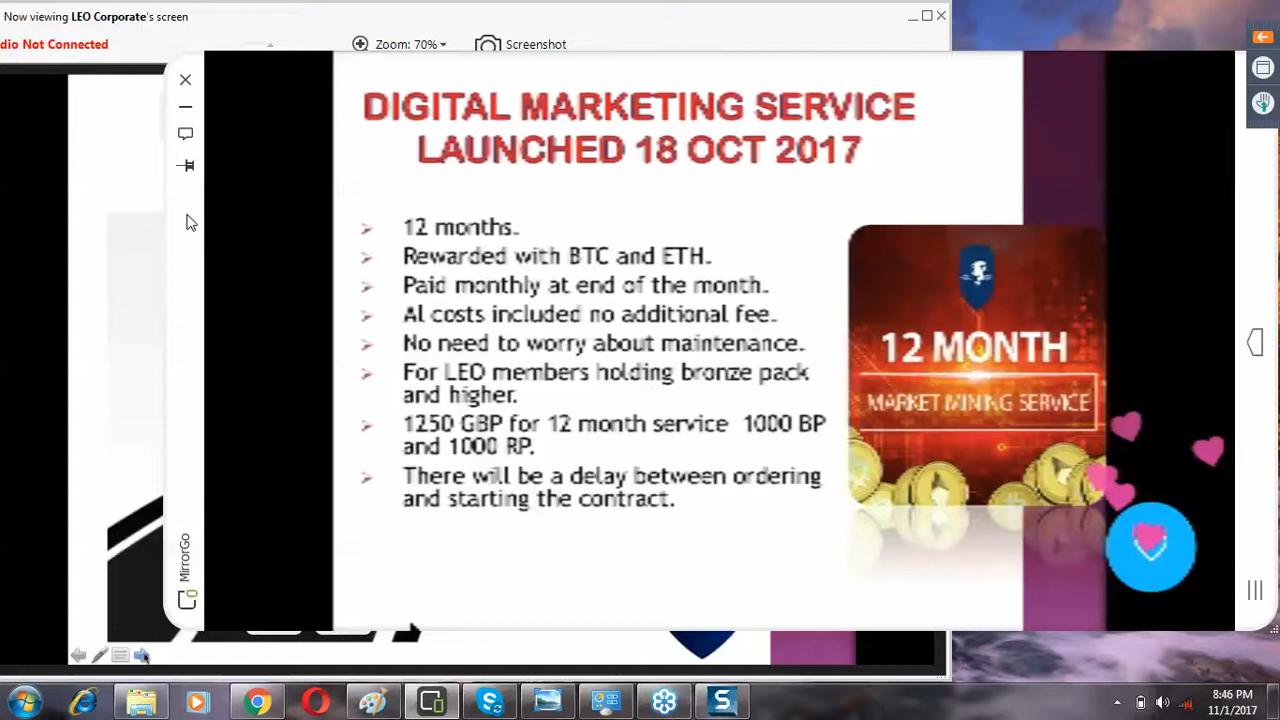 Now viewing LEO Corporate's screen
dio Not Connected
Zoom: 70%
Screenshot
DIGITAL MARKETING SERVICE
LAUNCHED 18 OCT 2017
12 months.
Rewarded with BTC and ETH.
Paid monthly at end of the month.
Al costs included no additional fee.
No need to worry about maintenance.
For LEO members holding bronze pack
and higher.
1250 GBP for 12 month service 1000 BP
and 1000 RP.
There will be a delay between ordering
and starting the contract.
12 MONTH
MARKET MINING SERVICE
MirrorGo
8:46 PM
11/1/2017